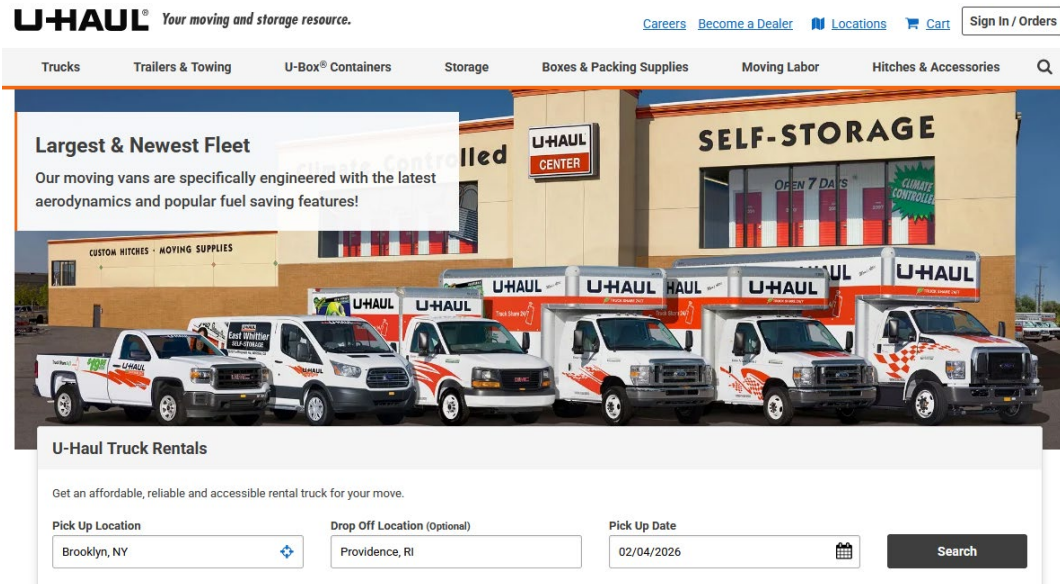 U-HAUL® Your moving and storage resource.
Careers Become a Dealer Locations Cart Sign In / Orders
Trucks Trailers & Towing U-Box® Containers Storage Boxes & Packing Supplies Moving Labor Hitches & Accessories
Largest & Newest Fleet
Our moving vans are specifically engineered with the latest
aerodynamics and popular fuel saving features!
Climate Controlled
U-HAUL
CENTER
SELF-STORAGE
OPEN 7 DAYS
CLIMATE
CONTROLLED
CUSTOM HITCHES · MOVING SUPPLIES
U-HAUL
U-HAUL
East Whittier
SELF-STORAGE
U-HAUL
U-HAUL
U-HAUL
U-HAUL
U-HAUL
HAUL
U-HAUL
UL
U-HAUL
U-Haul Truck Rentals
Get an affordable, reliable and accessible rental truck for your move.
Pick Up Location Drop Off Location (Optional) Pick Up Date
Brooklyn, NY Providence, RI 02/04/2026 Search